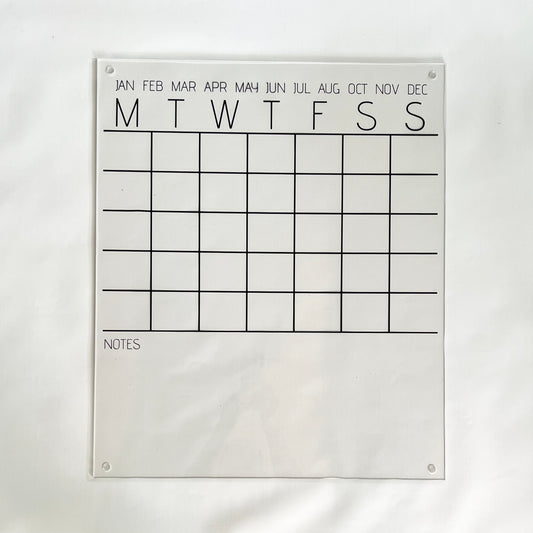 JAN FEB MAR APR MAY JUN JUL AUG OCT NOV DEC
M T W T F S S
NOTES